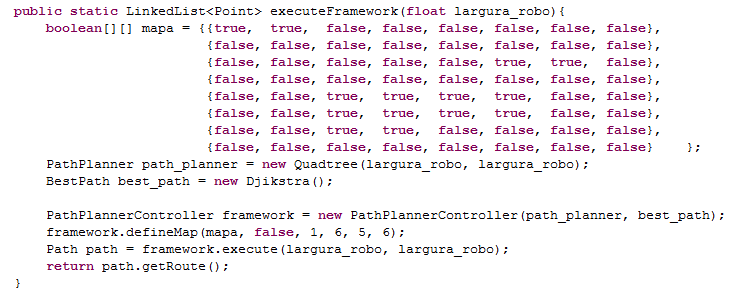 public static LinkedList<Point> executeFramework(float largura_robo){
boolean[][] mapa = {{true, true, false, false, false, false, false, false},
{false, false, false, false, false, false, false, false},
{false, false, false, false, false, true, true, false},
{false, false, false, false, false, false, false, false},
{false, false, true, true, true, true, false, false},
{false, false, true, true, true, true, false, false},
{false, false, true, true, false, false, false, false},
{false, false, false, false, false, false, false, false} };
PathPlanner path_planner = new Quadtree(largura_robo, largura_robo);
BestPath best_path = new Djikstra();
PathPlannerController framework = new PathPlannerController(path_planner, best_path);
framework.defineMap(mapa, false, 1, 6, 5, 6);
Path path = framework.execute(largura_robo, largura_robo);
return path.getRoute();
}